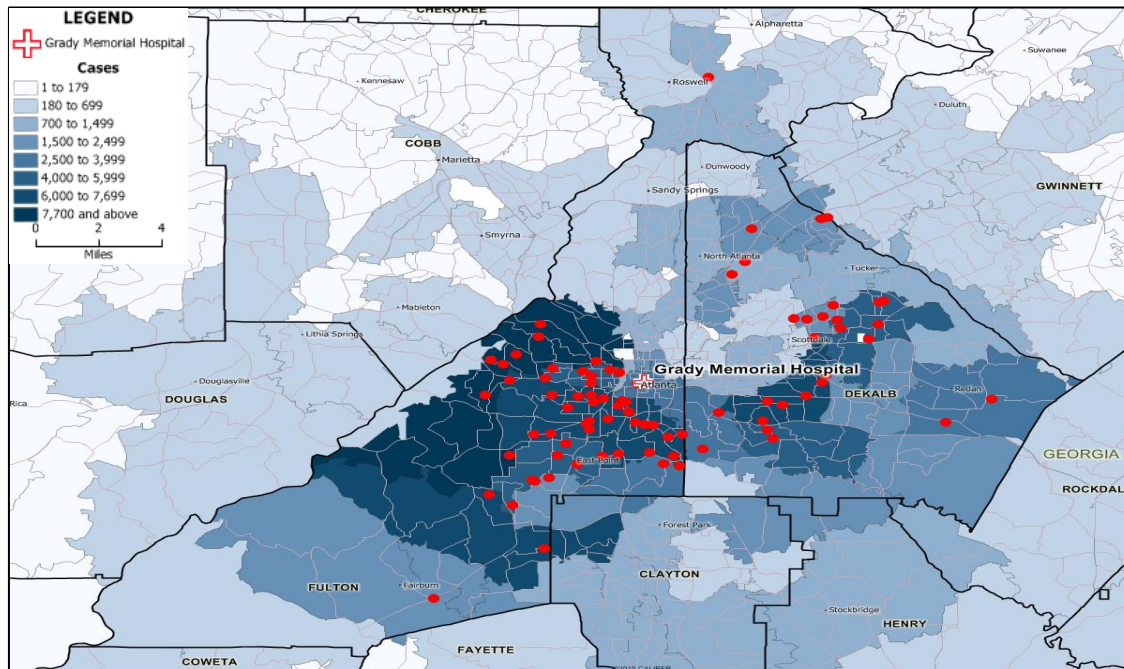 CHEROKEE
LEGEND
Grady Memorial Hospital
Cases
1 to 179
180 to 699
700 to 1,499
1,500 to 2,499
2,500 to 3,999
4,000 to 5,999
6,000 to 7,699
7,700 and above
0 2 4
Miles
Alpharetta
Suwanee
Kennesaw
Roswell
Duluth
COBB
Marietta
Dunwoody
Sandy Springs
GWINNETT
Smyrna
North Atlanta
Tucker
Mableton
Lithia Springs
Scottdale
Grady Memorial Hospital
Douglasville
Atlanta
Rica
DOUGLAS
DEKALB
Redan
GEORGIA
East Point
ROCKDAL
Forest Park
CLAYTON
FULTON
Fairburn
Stockbridge
HENRY
FAYETTE
COWETA